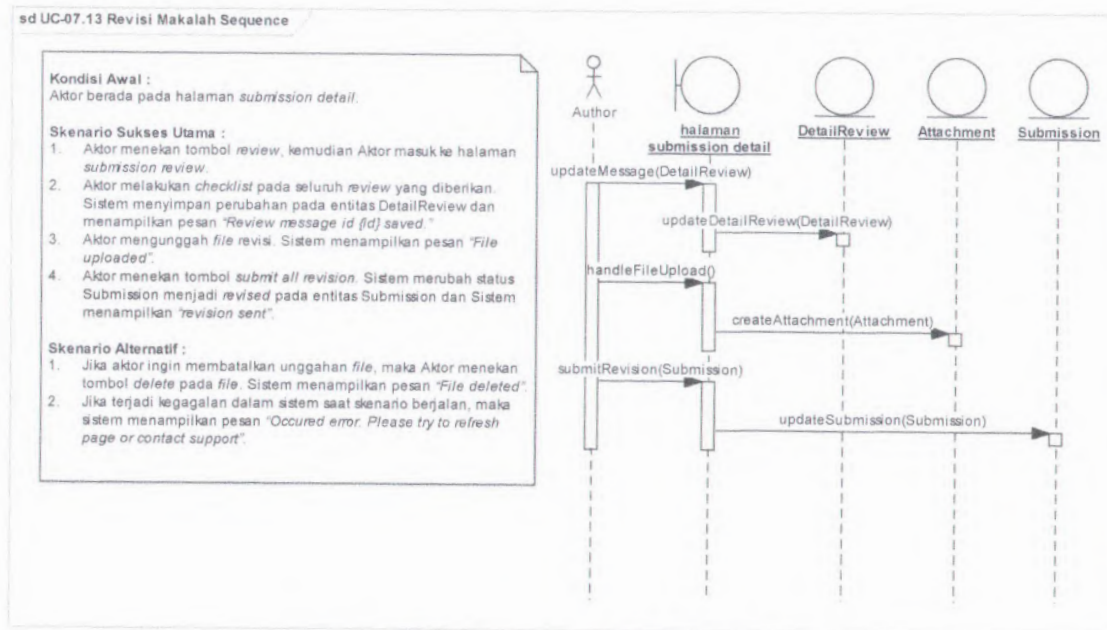 sd UC-07.13 Revisi Makalah Sequence
Kondisi Awal :
Aktor berada pada halaman submission detail.
Skenario Sukses Utama :
1. Aktor menekan tombol review, kemudian Aktor masuk ke halaman
submission review.
2. Aktor melakukan checklist pada seluruh review yang diberikan.
Sistem menyimpan perubahan pada entitas DetailReview dan
menampilkan pesan "Review message id {id} saved."
3. Aktor mengunggah file revisi. Sistem menampilkan pesan "File
uploaded".
4. Aktor menekan tombol submit all revision. Sistem merubah status
Submission menjadi revised pada entitas Submission dan Sistem
menampilkan "revision sent".
Skenario Alternatif :
1. Jika aktor ingin membatalkan unggahan file, maka Aktor menekan
tombol delete pada file. Sistem menampilkan pesan "File deleted".
2. Jika terjadi kegagalan dalam sistem saat skenario berjalan, maka
sistem menampilkan pesan "Occured error. Please try to refresh
page or contact support".
Author
halaman
submission detail
DetailReview
Attachment
Submission
updateMessage(DetailReview)
updateDetailReview(DetailReview)
handleFileUpload()
createAttachment(Attachment)
submitRevision(Submission)
updateSubmission(Submission)